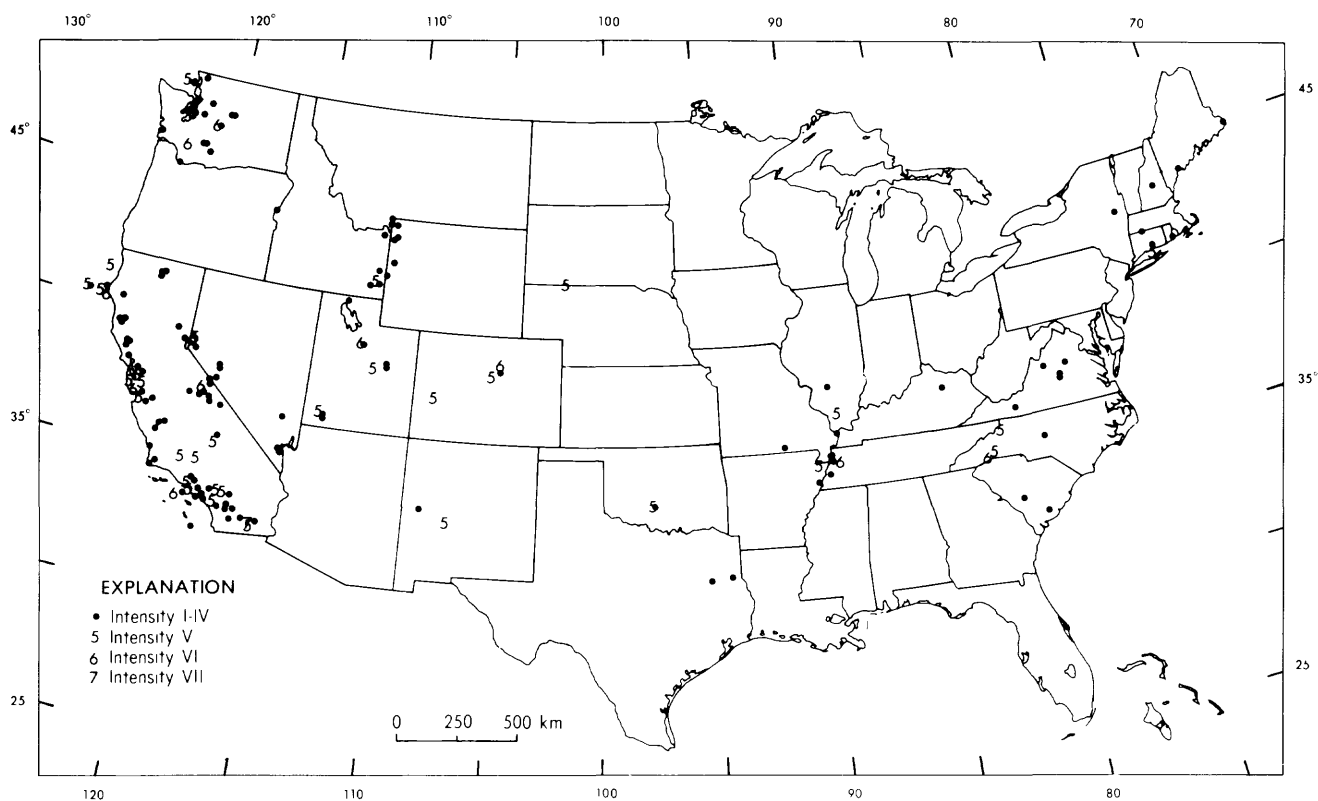 130° 120° 110° 100 90 80 70
45 45
45°
35°
35°
25 25
EXPLANATION
• Intensity I-IV
5 Intensity V
6 Intensity VI
7 Intensity VII
0 250 500 km
120 110 100 90 80